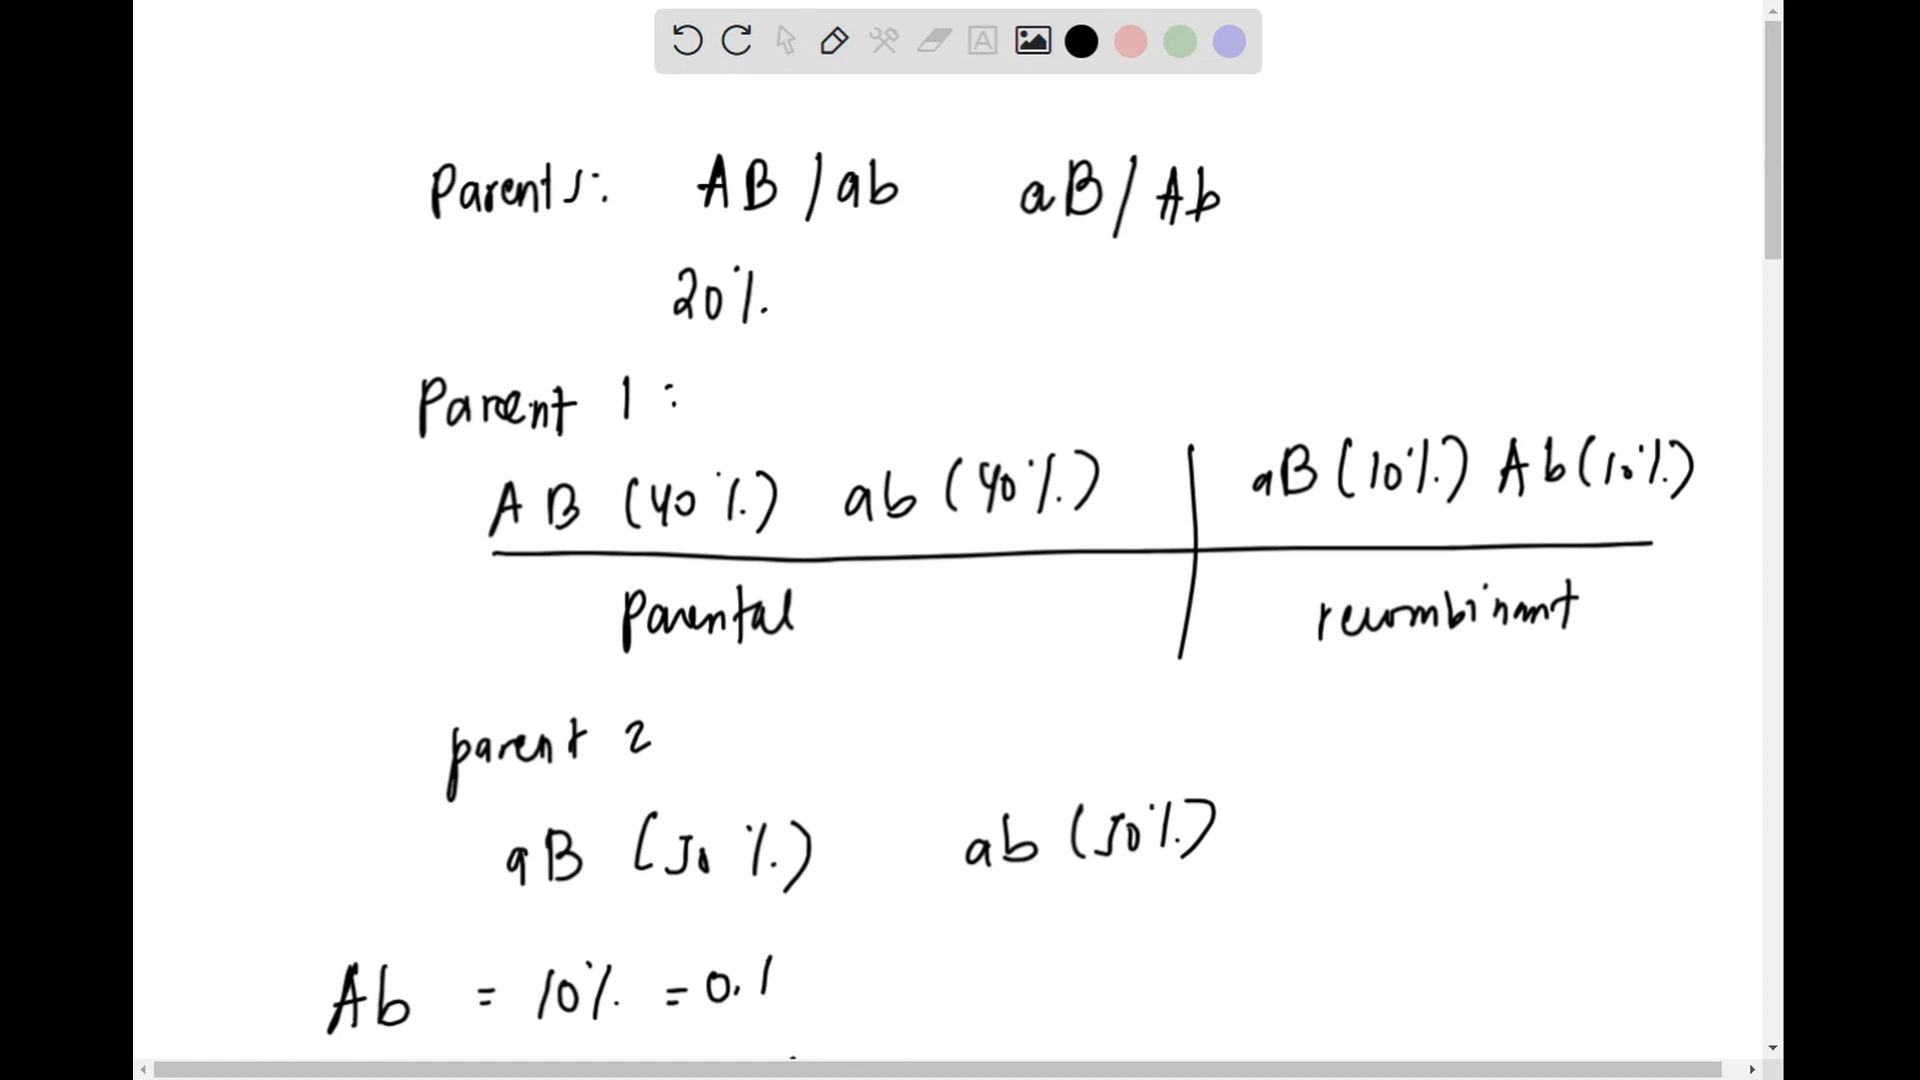 Parents: AB/ab aB/Ab
20%
Parent 1:
AB (40%) ab (40%) aB (10%) Ab (10%)
Parental recombinant
parent 2
aB (50%) ab (50%)
Ab = 10% = 0.1